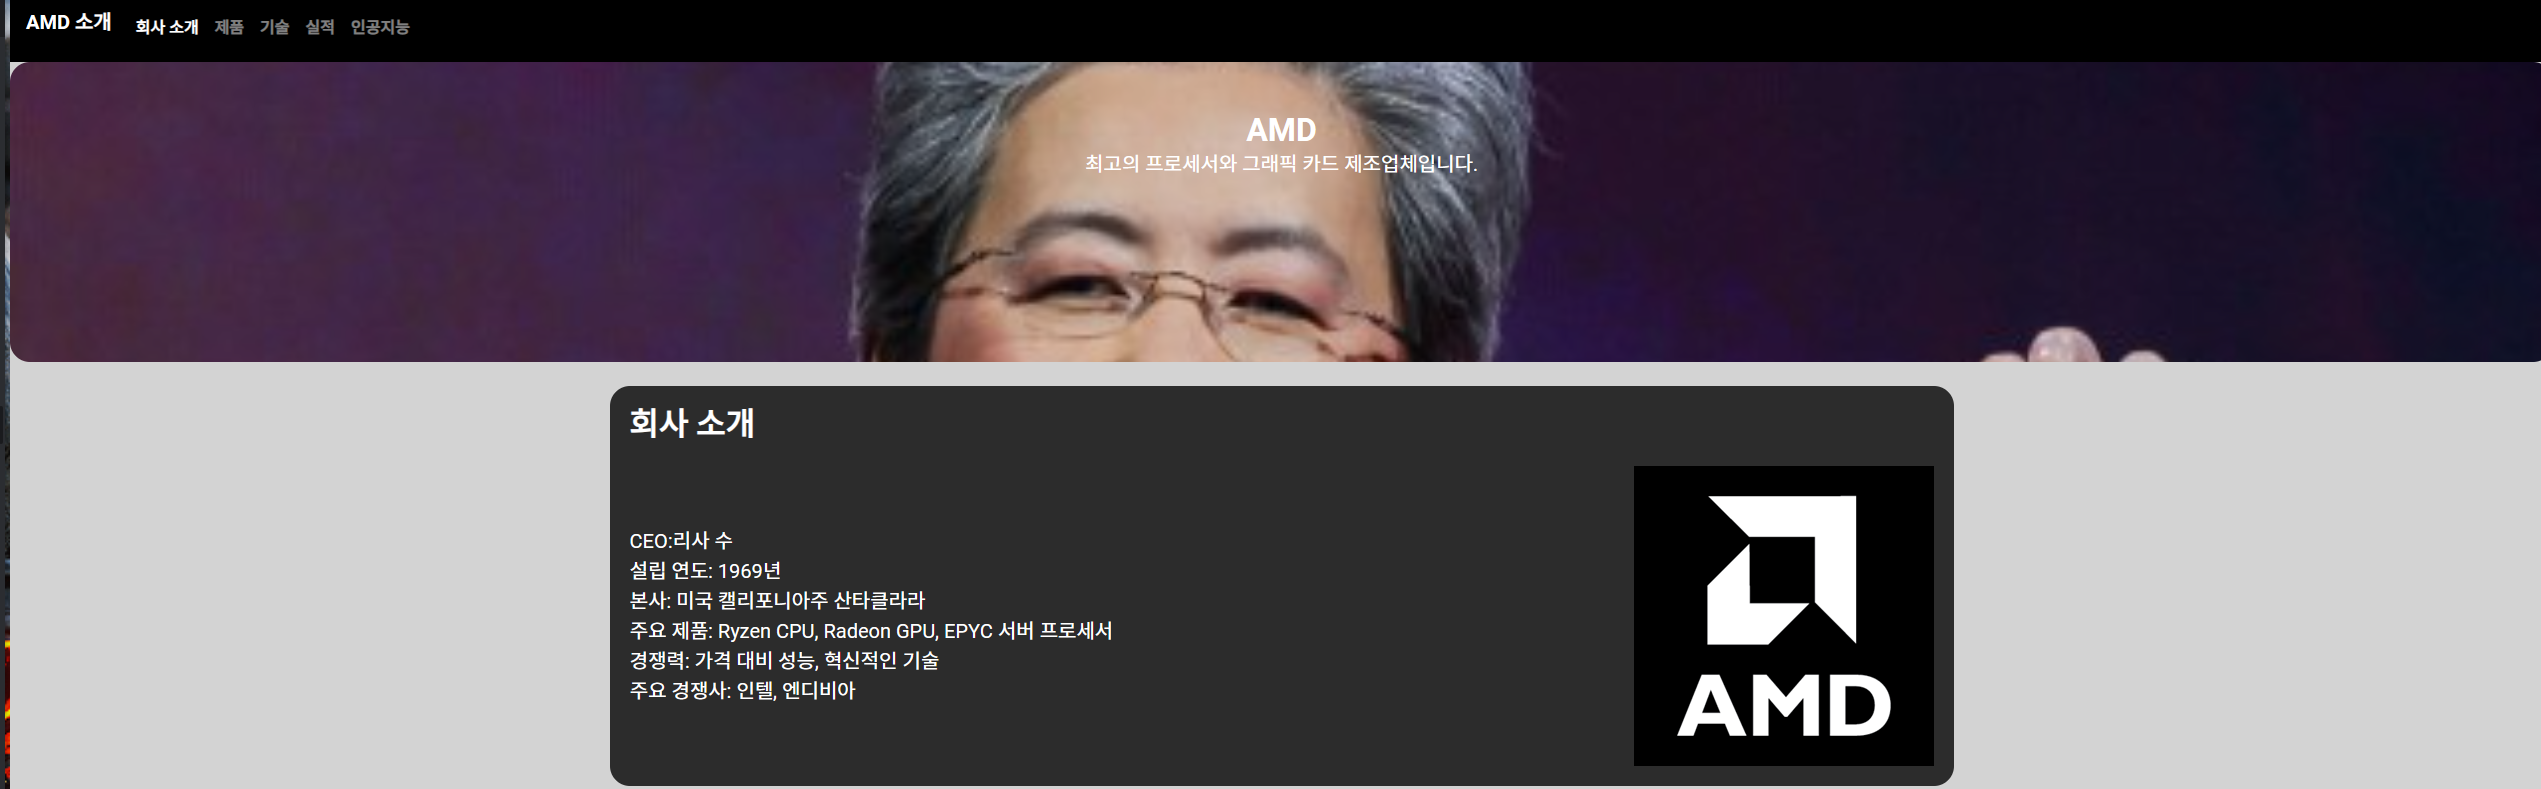 AMD 소개 회사 소개 제품 기술 실적 인공지능
AMD
최고의 프로세서와 그래픽 카드 제조업체입니다.
회사 소개
CEO:리사 수
설립 연도: 1969년
본사: 미국 캘리포니아주 산타클라라
주요 제품: Ryzen CPU, Radeon GPU, EPYC 서버 프로세서
경쟁력: 가격 대비 성능, 혁신적인 기술
주요 경쟁사: 인텔, 엔디비아
AMD